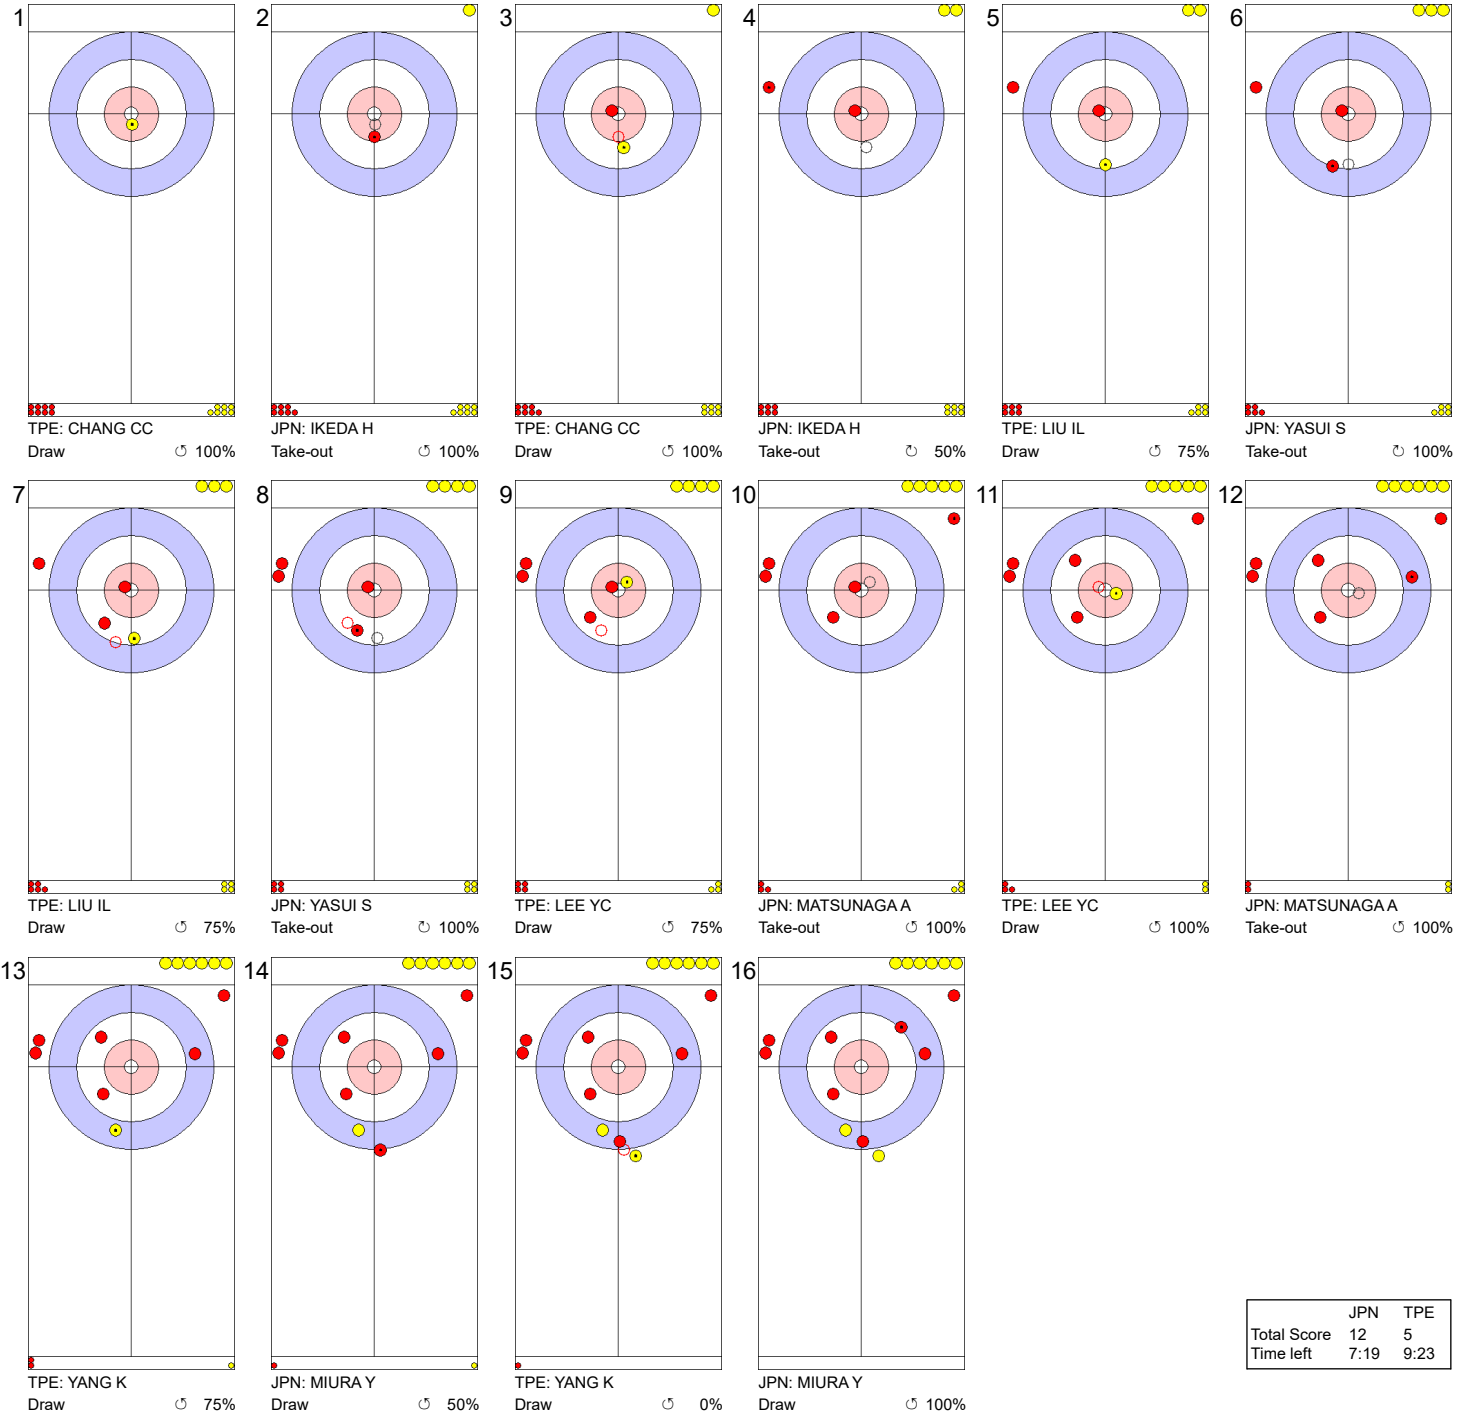 1 2 3 4 5 6
TPE: CHANG CC JPN: IKEDA H TPE: CHANG CC JPN: IKEDA H TPE: LIU IL JPN: YASUI S
Draw ↺ 100% Take-out ↺ 100% Draw ↺ 100% Take-out ↻ 50% Draw ↺ 75% Take-out ↺ 100%
7 8 9 10 11 12
TPE: LIU IL JPN: YASUI S TPE: LEE YC JPN: MATSUNAGA A TPE: LEE YC JPN: MATSUNAGA A
Draw ↺ 75% Take-out ↻ 100% Draw ↺ 75% Take-out ↺ 100% Draw ↺ 100% Take-out ↺ 100%
13 14 15 16
JPN TPE
Total Score 12 5
Time left 7:19 9:23
TPE: YANG K JPN: MIURA Y TPE: YANG K JPN: MIURA Y
Draw ↺ 75% Draw ↺ 50% Draw ↺ 0% Draw ↺ 100%